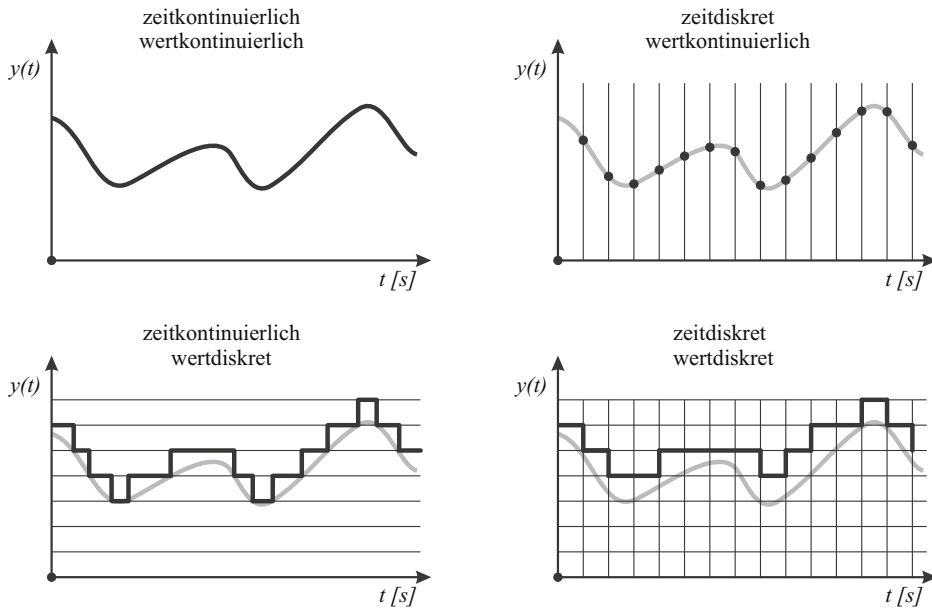 zeitkontinuierlich
wertkontinuierlich
y(t)
t [s]
zeitdiskret
wertkontinuierlich
y(t)
t [s]
zeitkontinuierlich
wertdiskret
y(t)
t [s]
zeitdiskret
wertdiskret
y(t)
t [s]